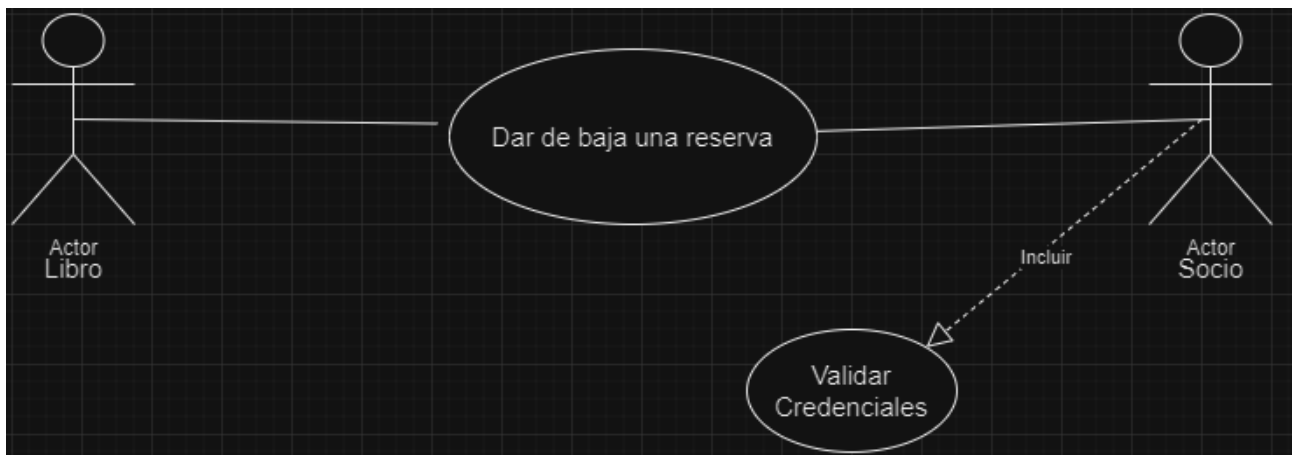 Dar de baja una reserva
Actor
Libro
Incluir
Actor
Socio
Validar
Credenciales